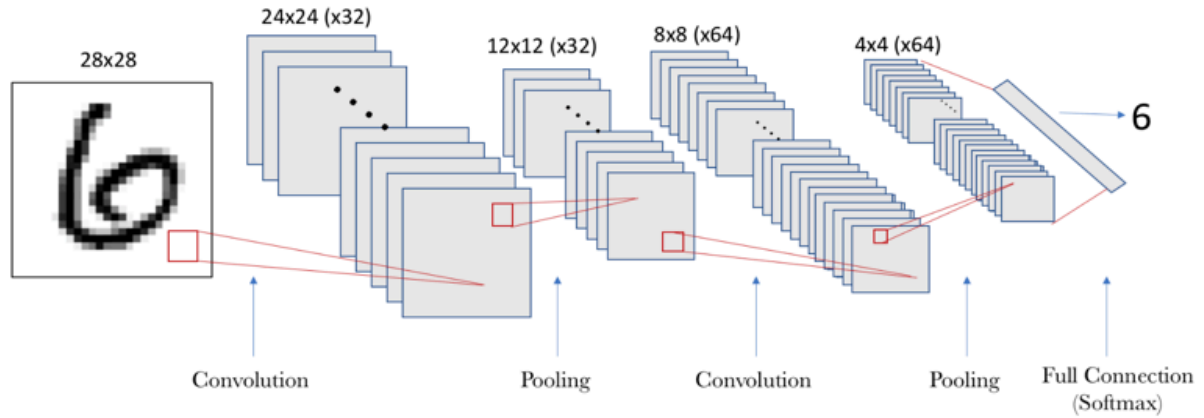 28x28
24x24 (x32)
12x12 (x32)
8x8 (x64)
4x4 (x64)
6
Convolution
Pooling
Convolution
Pooling
Full Connection
(Softmax)